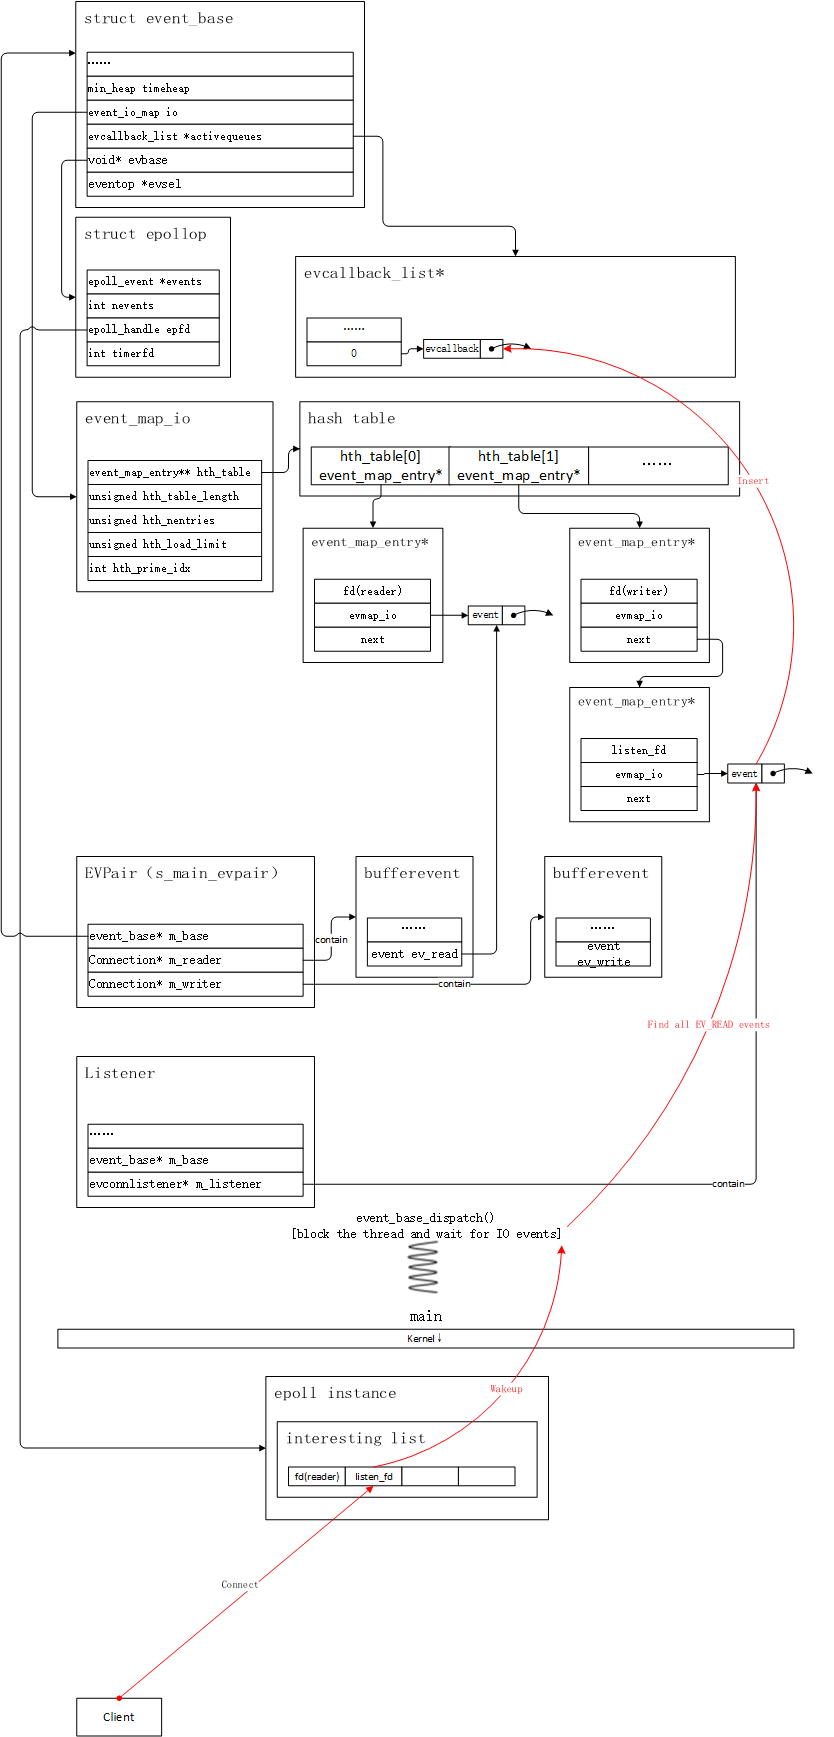 struct event_base
······
min_heap timeheap
event_io_map io
evcallback_list *activequeues
void* evbase
eventop *evsel
struct epollop
epoll_event *events
int nevents
epoll_handle epfd
int timerfd
evcallback_list*
······
0
evcallback
event_map_io
event_map_entry** hth_table
unsigned hth_table_length
unsigned hth_nentries
unsigned hth_load_limit
int hth_prime_idx
hash table
hth_table[0]
event_map_entry*
hth_table[1]
event_map_entry*
······
Insert
event_map_entry*
fd(reader)
evmap_io
next
event
event_map_entry*
fd(writer)
evmap_io
next
event_map_entry*
listen_fd
evmap_io
next
event
EVPair（s_main_evpair）
event_base* m_base
Connection* m_reader
Connection* m_writer
contain
contain
bufferevent
······
event ev_read
bufferevent
······
event
ev_write
Find all EV_READ events
Listener
······
event_base* m_base
evconnlistener* m_listener
contain
event_base_dispatch()
[block the thread and wait for IO events]
main
Kernel↓
epoll instance
Wakeup
interesting list
fd(reader)
listen_fd
Connect
Client